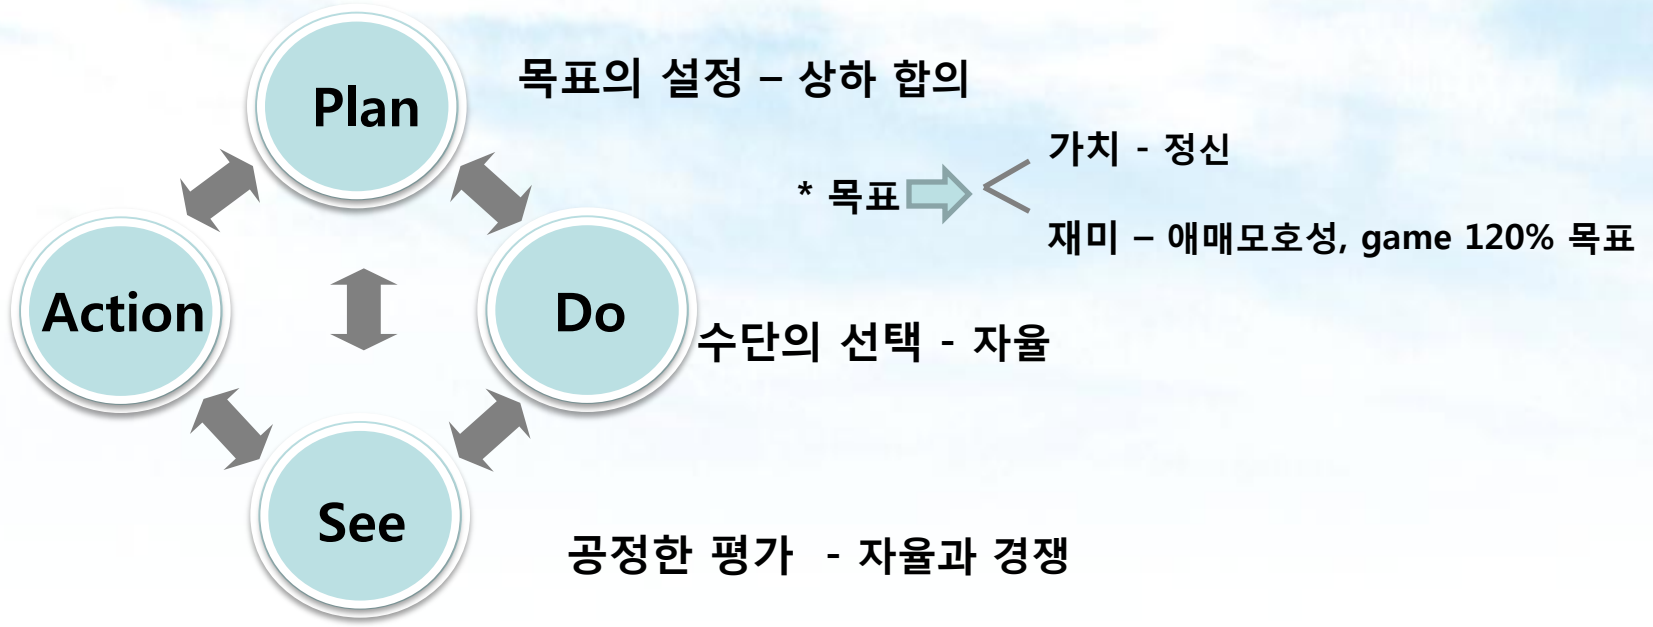 Plan
목표의 설정 – 상하 합의
가치 - 정신
* 목표
재미 – 애매모호성, game 120% 목표
Action
Do
수단의 선택 - 자율
See
공정한 평가 - 자율과 경쟁